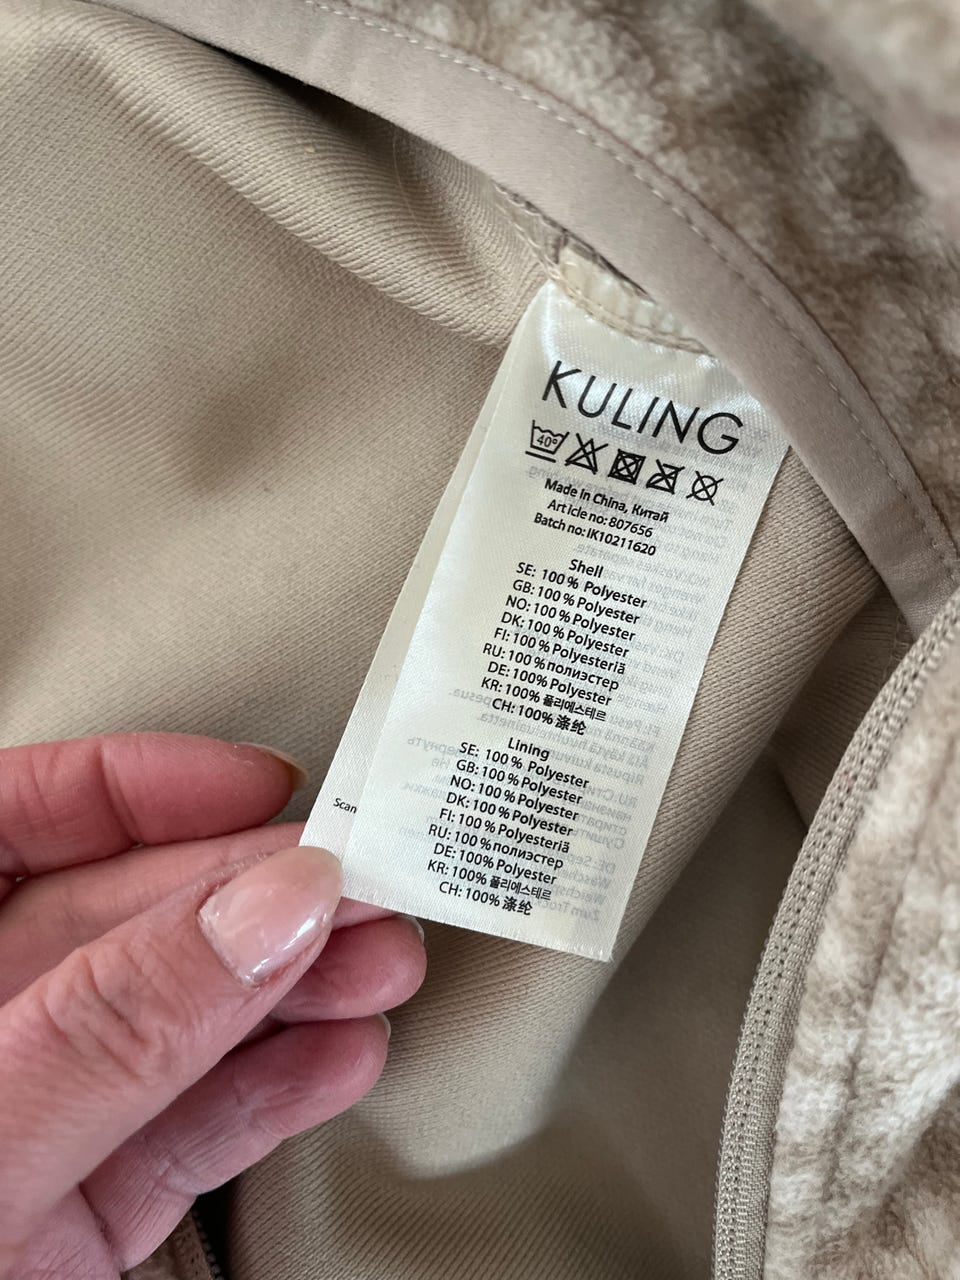 KULING
40°
Made in China, Китай
Article no: 807656
Batch no: IK10211620
Shell
SE: 100 % Polyester
GB: 100 % Polyester
NO: 100 % Polyester
DK: 100 % Polyester
FI: 100 % Polyesteriä
RU: 100 % полиэстер
DE: 100% Polyester
KR: 100% 폴리에스테르
CH: 100% 涤纶
Lining
SE: 100 % Polyester
GB: 100 % Polyester
NO: 100 % Polyester
DK: 100 % Polyester
FI: 100 % Polyesteriä
RU: 100 % полиэстер
DE: 100% Polyester
KR: 100% 폴리에스테르
CH: 100% 涤纶
Scan